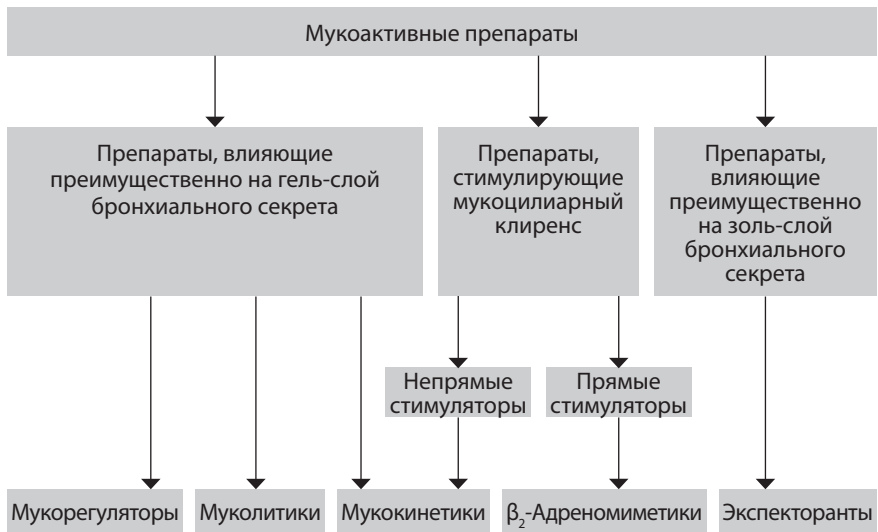 Мукоактивные препараты
Препараты, влияющие
преимущественно на гель-слой
бронхиального секрета
Препараты,
стимулирующие
мукоцилиарный
клиренс
Препараты,
влияющие
преимущественно
на золь-слой
бронхиального
секрета
Непрямые
стимуляторы
Прямые
стимуляторы
Мукорегуляторы
Муколитики
Мукокинетики
β₂-Адреномиметики
Экспекторанты